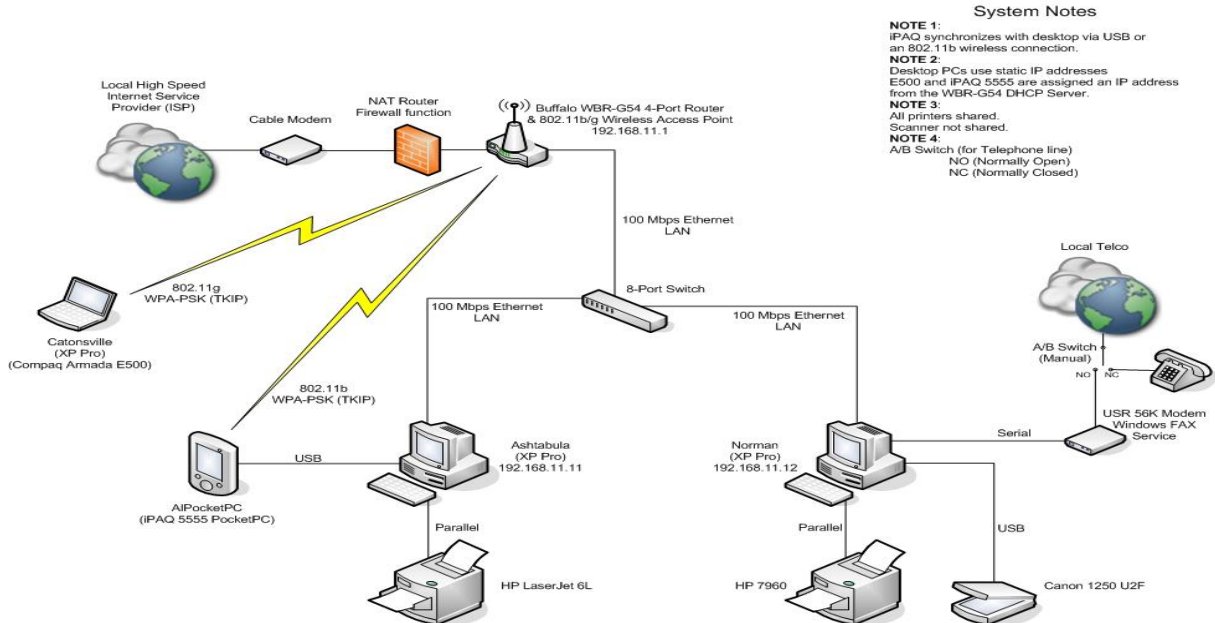 System Notes
NOTE 1:
iPAQ synchronizes with desktop via USB or
an 802.11b wireless connection.
NOTE 2:
Desktop PCs use static IP addresses
E500 and iPAQ 5555 are assigned an IP address
from the WBR-G54 DHCP Server.
NOTE 3:
All printers shared.
Scanner not shared.
NOTE 4:
A/B Switch (for Telephone line)
NO (Normally Open)
NC (Normally Closed)
Local High Speed
Internet Service
Provider (ISP)
Cable Modem
NAT Router
Firewall function
Buffalo WBR-G54 4-Port Router
& 802.11b/g Wireless Access Point
192.168.11.1
100 Mbps Ethernet
LAN
802.11g
WPA-PSK (TKIP)
Catonsville
(XP Pro)
(Compaq Armada E500)
8-Port Switch
100 Mbps Ethernet
LAN
100 Mbps Ethernet
LAN
Local Telco
A/B Switch
(Manual)
NO
NC
USR 56K Modem
Windows FAX
Service
802.11b
WPA-PSK (TKIP)
AlPocketPC
(iPAQ 5555 PocketPC)
USB
Ashtabula
(XP Pro)
192.168.11.11
Norman
(XP Pro)
192.168.11.12
Serial
Parallel
HP LaserJet 6L
Parallel
HP 7960
USB
Canon 1250 U2F